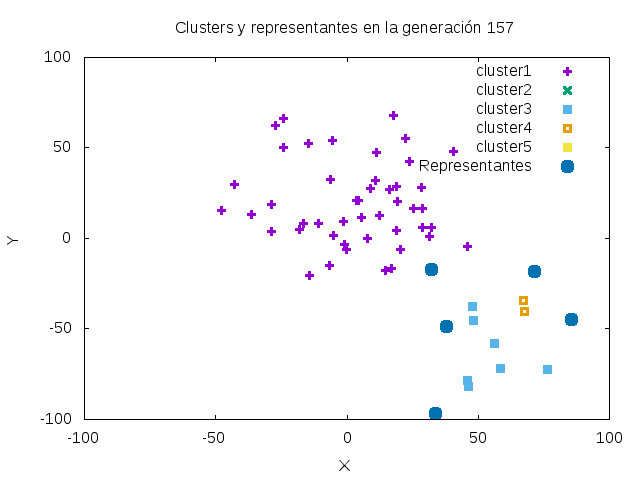 Clusters y representantes en la generación 157
100
50
0
-50
-100
-100
-50
0
50
100
Y
X
cluster1
cluster2
cluster3
cluster4
cluster5
Representantes